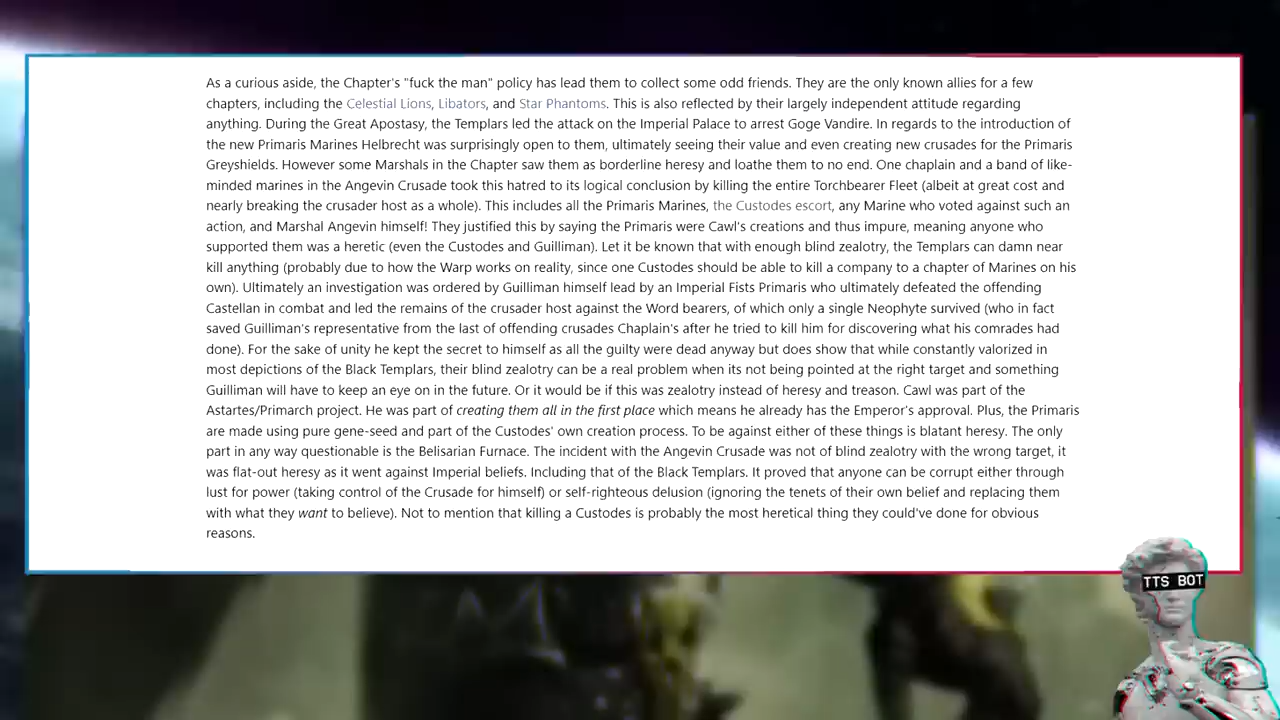 As a curious aside, the Chapter's "fuck the man" policy has lead them to collect some odd friends. They are the only known allies for a few
chapters, including the Celestial Lions, Libators, and Star Phantoms. This is also reflected by their largely independent attitude regarding
anything. During the Great Apostasy, the Templars led the attack on the Imperial Palace to arrest Goge Vandire. In regards to the introduction of
the new Primaris Marines Helbrecht was surprisingly open to them, ultimately seeing their value and even creating new crusades for the Primaris
Greyshields. However some Marshals in the Chapter saw them as borderline heresy and loathe them to no end. One chaplain and a band of like-
minded marines in the Angevin Crusade took this hatred to its logical conclusion by killing the entire Torchbearer Fleet (albeit at great cost and
nearly breaking the crusader host as a whole). This includes all the Primaris Marines, the Custodes escort, any Marine who voted against such an
action, and Marshal Angevin himself! They justified this by saying the Primaris were Cawl's creations and thus impure, meaning anyone who
supported them was a heretic (even the Custodes and Guilliman). Let it be known that with enough blind zealotry, the Templars can damn near
kill anything (probably due to how the Warp works on reality, since one Custodes should be able to kill a company to a chapter of Marines on his
own). Ultimately an investigation was ordered by Guilliman himself lead by an Imperial Fists Primaris who ultimately defeated the offending
Castellan in combat and led the remains of the crusader host against the Word bearers, of which only a single Neophyte survived (who in fact
saved Guilliman's representative from the last of offending crusades Chaplain's after he tried to kill him for discovering what his comrades had
done). For the sake of unity he kept the secret to himself as all the guilty were dead anyway but does show that while constantly valorized in
most depictions of the Black Templars, their blind zealotry can be a real problem when its not being pointed at the right target and something
Guilliman will have to keep an eye on in the future. Or it would be if this was zealotry instead of heresy and treason. Cawl was part of the
Astartes/Primarch project. He was part of creating them all in the first place which means he already has the Emperor's approval. Plus, the Primaris
are made using pure gene-seed and part of the Custodes' own creation process. To be against either of these things is blatant heresy. The only
part in any way questionable is the Belisarian Furnace. The incident with the Angevin Crusade was not of blind zealotry with the wrong target, it
was flat-out heresy as it went against Imperial beliefs. Including that of the Black Templars. It proved that anyone can be corrupt either through
lust for power (taking control of the Crusade for himself) or self-righteous delusion (ignoring the tenets of their own belief and replacing them
with what they want to believe). Not to mention that killing a Custodes is probably the most heretical thing they could've done for obvious
reasons.
TTS BOT